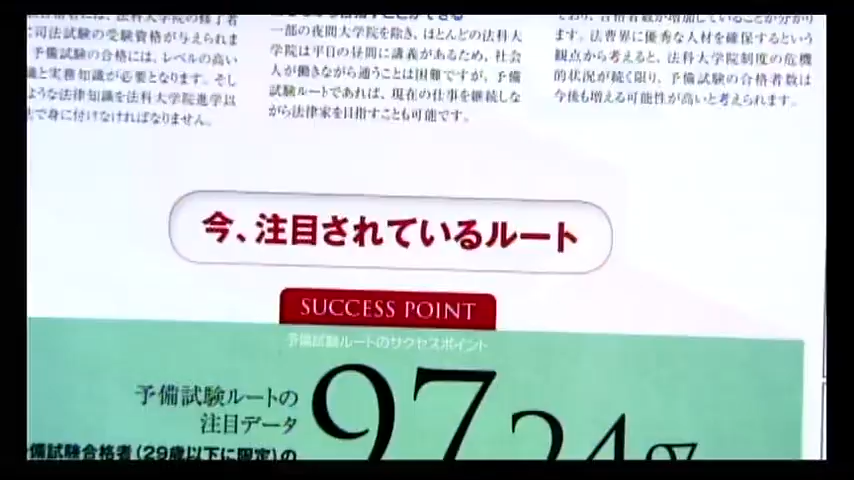 は、法科大学院の修了者
司法試験の受験資格が与えられま
予備試験の合格には、レベルの高い
識と実務知識が必要となります。そし
ような法律知識を法科大学院進学以
で身に付けなければなりません。
一部の夜間大学院を除き、ほとんどの法科大
学院は平日の昼間に講義があるため、社会
人が働きながら通うことは困難ですが、予備
試験ルートであれば、現在の仕事を継続しな
がら法律家を目指すことも可能です。
ており、合格者数が増加していることが分かり
ます。法曹界に優秀な人材を確保するという
観点から考えると、法科大学院制度の危機
的状況が続く限り、予備試験の合格者数は
今後も増える可能性が高いと考えられます。
今、注目されているルート
SUCCESS POINT
予備試験ルートのサクセスポイント
予備試験ルートの
注目データ
97.24%
備試験合格者(29歳以下に限定)の